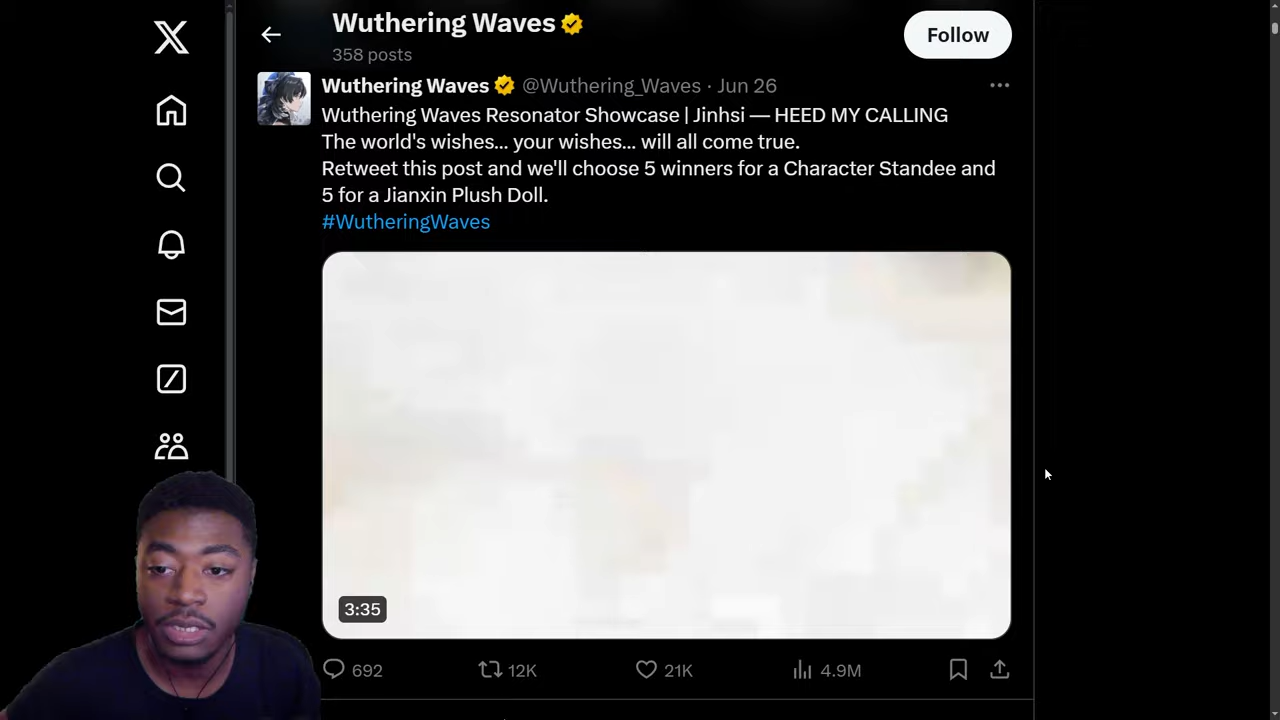 Wuthering Waves
358 posts
Follow
Wuthering Waves @Wuthering_Waves · Jun 26
Wuthering Waves Resonator Showcase | Jinhsi — HEED MY CALLING
The world's wishes... your wishes... will all come true.
Retweet this post and we'll choose 5 winners for a Character Standee and
5 for a Jianxin Plush Doll.
#WutheringWaves
3:35
692 12K 21K 4.9M